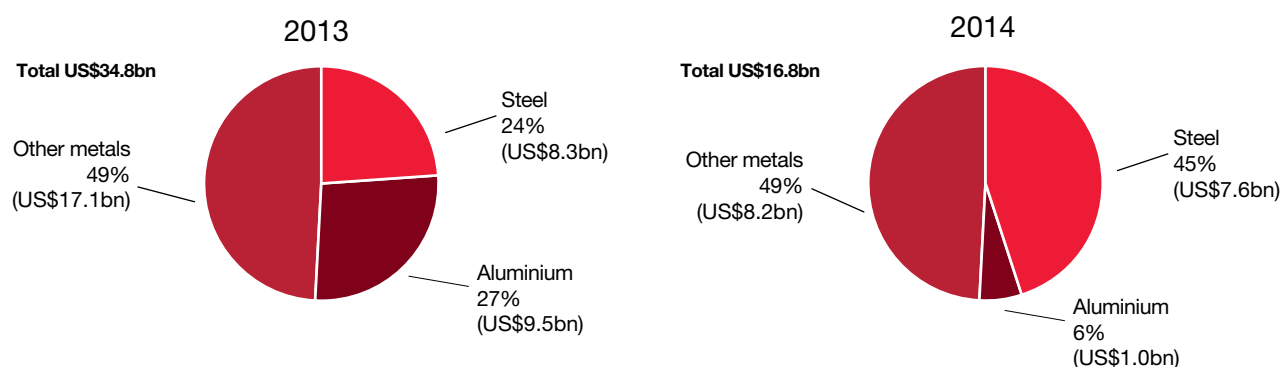 2013
Total US$34.8bn
Steel
24%
(US$8.3bn)
Other metals
49%
(US$17.1bn)
Aluminium
27%
(US$9.5bn)
2014
Total US$16.8bn
Steel
45%
(US$7.6bn)
Other metals
49%
(US$8.2bn)
Aluminium
6%
(US$1.0bn)